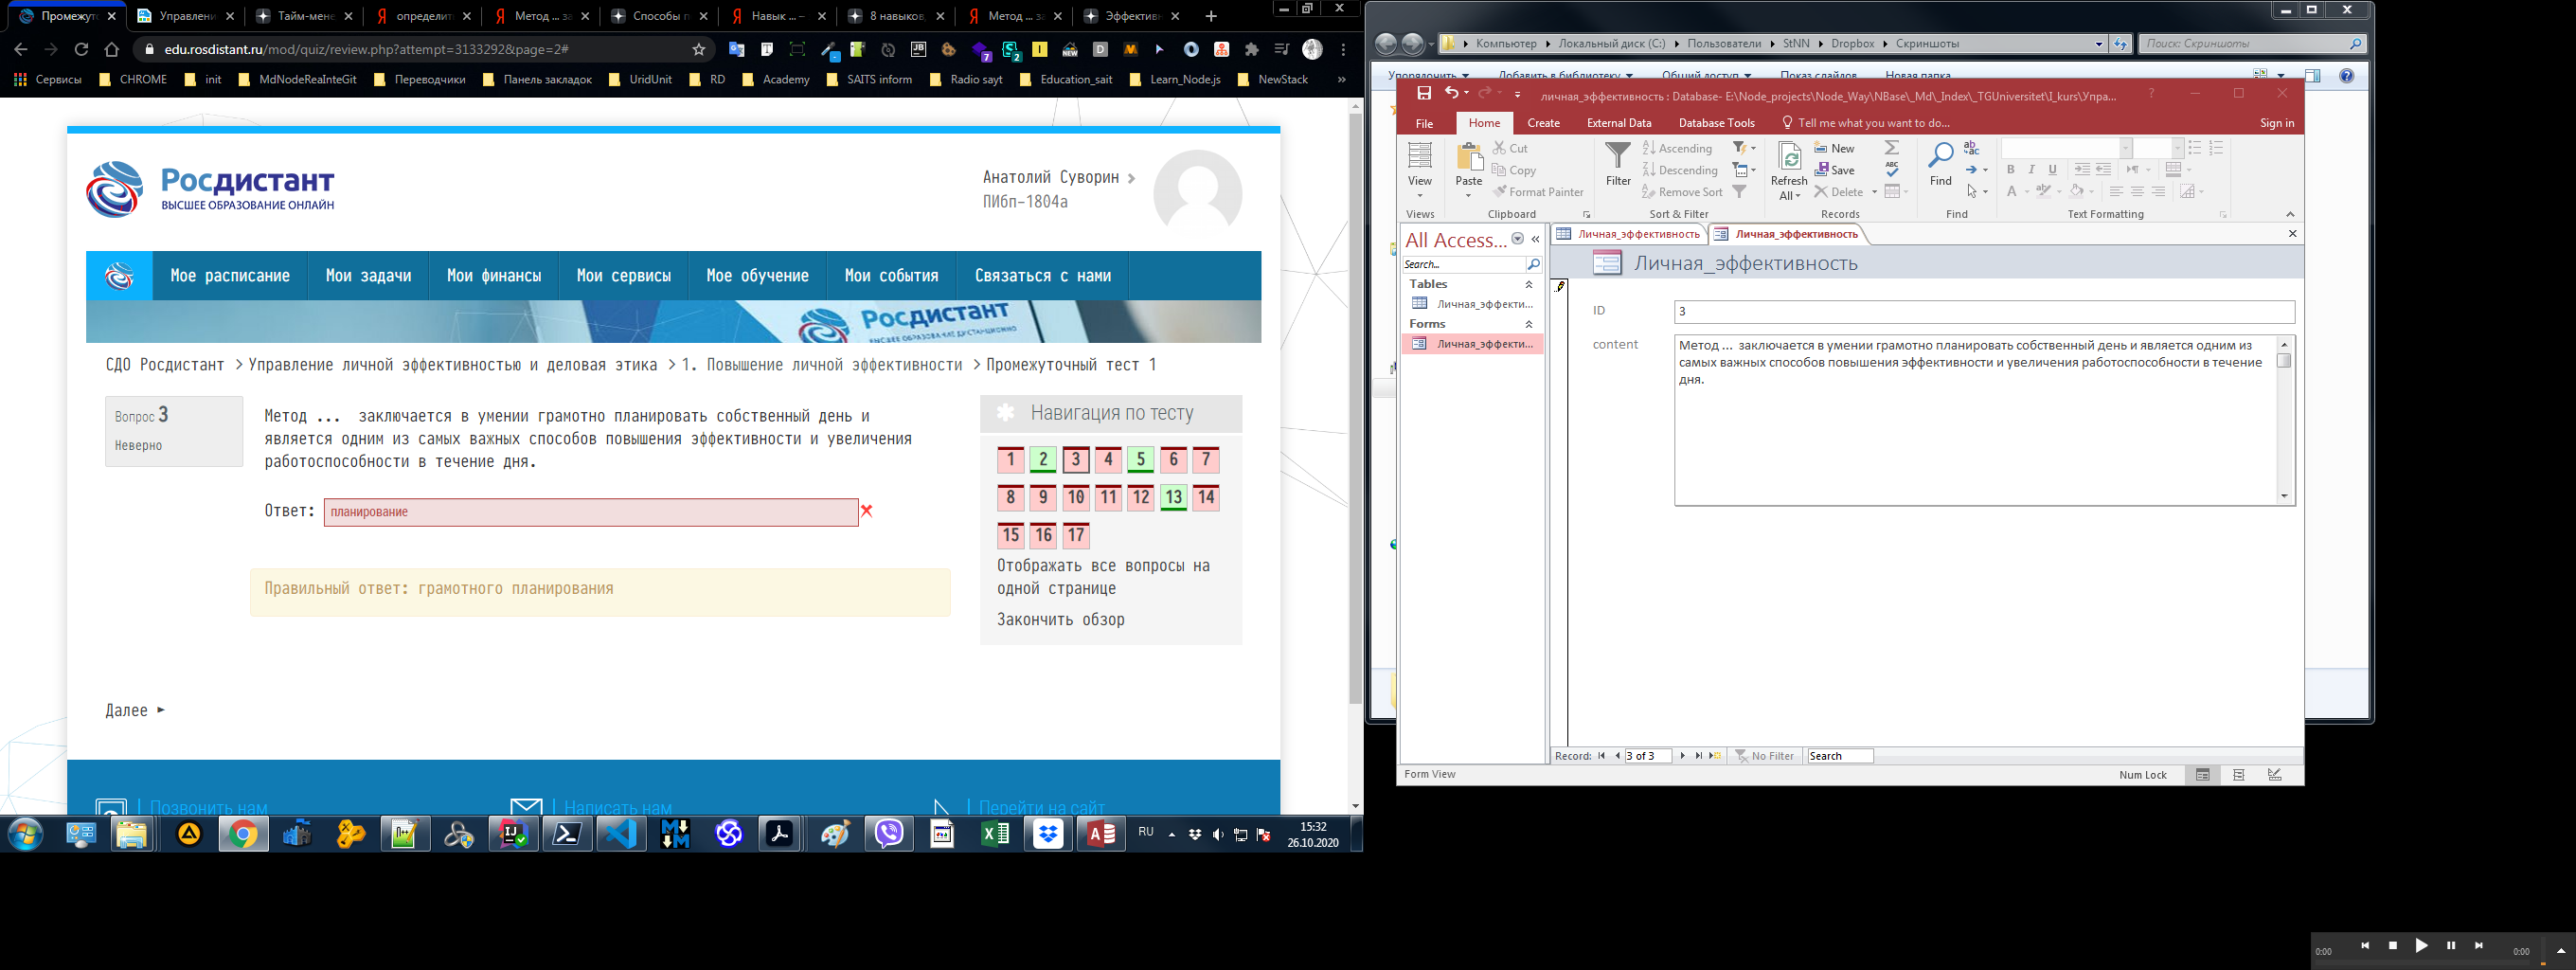 Промежуто
Управлени
Тайм-мене
определит
Метод ... за
Способы п
Навык ... –
8 навыков
Метод ... за
Эффектив
edu.rosdistant.ru/mod/quiz/review.php?attempt=3133292&page=2#
Сервисы CHROME init MdNodeReaInteGit Переводчики Панель закладок UridUnit RD Academy SAITS inform Radio sayt Education_sait Learn_Node.js NewStack »
Росдистант
ВЫСШЕЕ ОБРАЗОВАНИЕ ОНЛАЙН
Анатолий Суворин
ПИбп-1804а
Мое расписание Мои задачи Мои финансы Мои сервисы Мое обучение Мои события Связаться с нами
Росдистант
СДО Росдистант > Управление личной эффективностью и деловая этика > 1. Повышение личной эффективности > Промежуточный тест 1
Вопрос 3
Неверно
Метод ... заключается в умении грамотно планировать собственный день и
является одним из самых важных способов повышения эффективности и увеличения
работоспособности в течение дня.
Ответ: планирование
Правильный ответ: грамотного планирования
Навигация по тесту
1 2 3 4 5 6 7
8 9 10 11 12 13 14
15 16 17
Отображать все вопросы на
одной странице
Закончить обзор
Далее ►
Позвонить нам
Написать нам
Перейти на сайт
RU
15:32
26.10.2020
Компьютер Локальный диск (C:) Пользователи StNN Dropbox Скриншоты
Поиск: Скриншоты
Упорядочить Добавить в библиотеку Общий доступ Показ слайдов Новая папка
личная_эффективность : Database- E:\Node_projects\Node_Way\NBase\_Md\_Index\_TGUniversitet\I_kurs\Упра...
File Home Create External Data Database Tools Tell me what you want to do... Sign in
View
Views
Paste
Cut
Copy
Format Painter
Clipboard
Filter
Ascending
Descending
Remove Sort
Sort & Filter
Refresh
All
New
Save
Delete
Records
Find
Find
Text Formatting
All Access...
Search...
Tables
Личная_эффекти...
Forms
Личная_эффекти...
Личная_эффективность Личная_эффективность
Личная_эффективность
ID 3
content
Метод ... заключается в умении грамотно планировать собственный день и является одним из
самых важных способов повышения эффективности и увеличения работоспособности в течение
дня.
Record: 3 of 3 No Filter Search
Form View
Num Lock
0:00 0:00